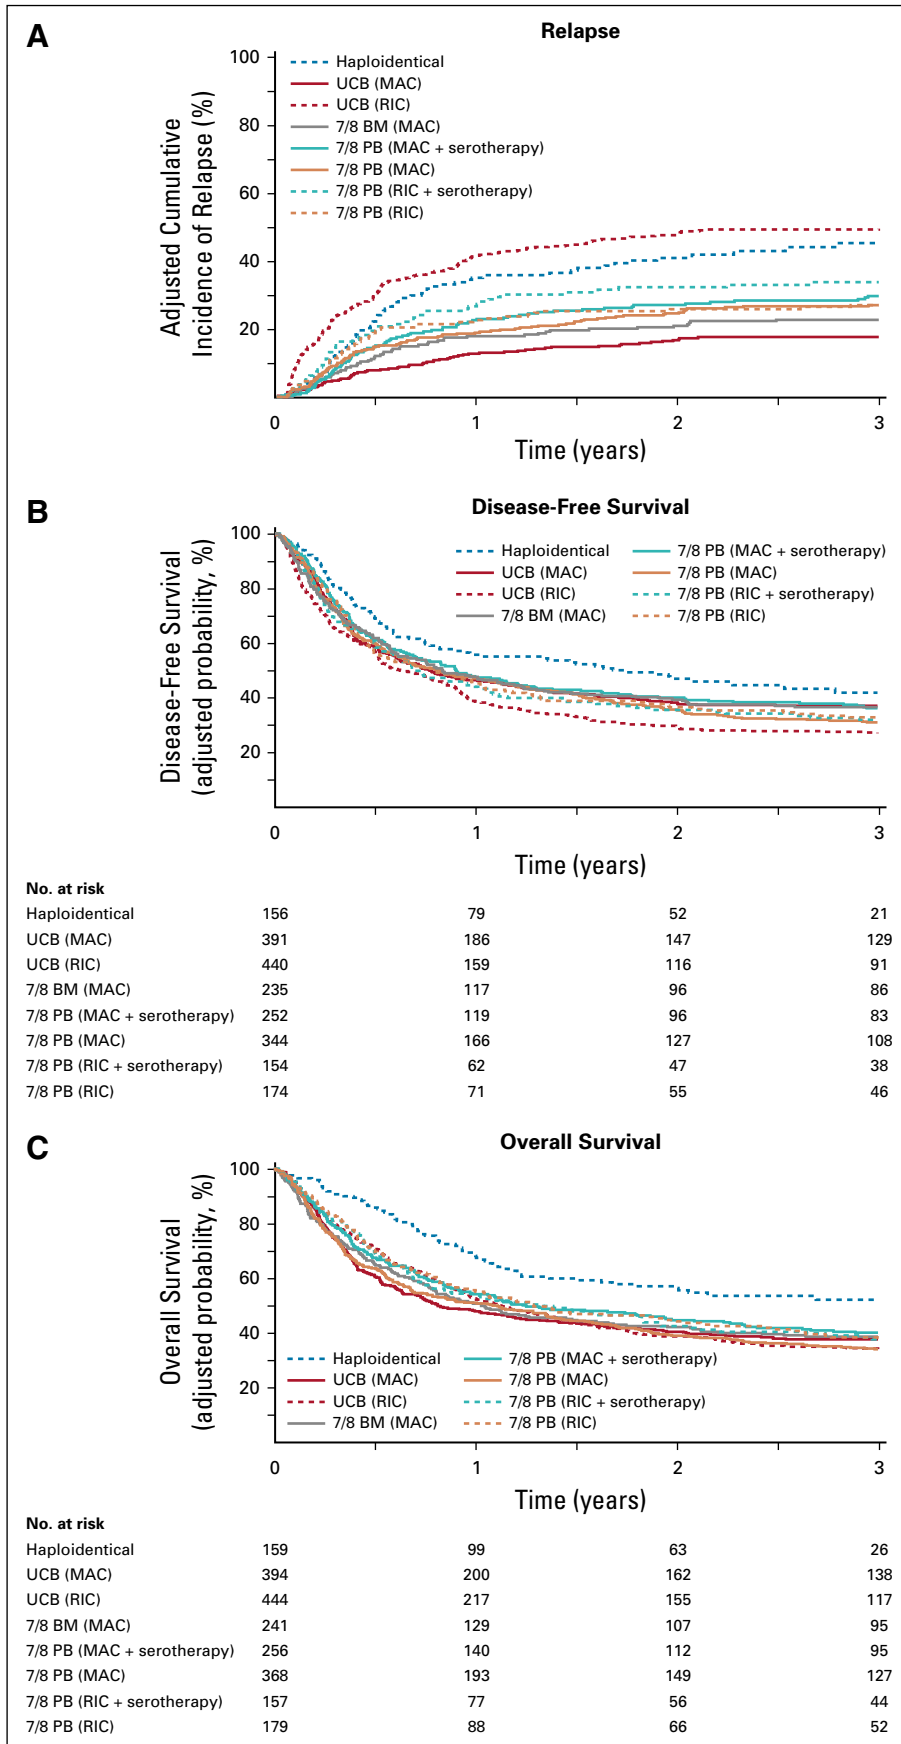 A
Relapse
Adjusted Cumulative
Incidence of Relapse (%)
100
80
60
40
20
Haploidentical
UCB (MAC)
UCB (RIC)
7/8 BM (MAC)
7/8 PB (MAC + serotherapy)
7/8 PB (MAC)
7/8 PB (RIC + serotherapy)
7/8 PB (RIC)
0 1 2 3
Time (years)
B
Disease-Free Survival
Disease-Free Survival
(adjusted probability, %)
100
80
60
40
20
Haploidentical
UCB (MAC)
UCB (RIC)
7/8 BM (MAC)
7/8 PB (MAC + serotherapy)
7/8 PB (MAC)
7/8 PB (RIC + serotherapy)
7/8 PB (RIC)
0 1 2 3
Time (years)
No. at risk
Haploidentical 156 79 52 21
UCB (MAC) 391 186 147 129
UCB (RIC) 440 159 116 91
7/8 BM (MAC) 235 117 96 86
7/8 PB (MAC + serotherapy) 252 119 96 83
7/8 PB (MAC) 344 166 127 108
7/8 PB (RIC + serotherapy) 154 62 47 38
7/8 PB (RIC) 174 71 55 46
C
Overall Survival
Overall Survival
(adjusted probability, %)
100
80
60
40
20
Haploidentical
UCB (MAC)
UCB (RIC)
7/8 BM (MAC)
7/8 PB (MAC + serotherapy)
7/8 PB (MAC)
7/8 PB (RIC + serotherapy)
7/8 PB (RIC)
0 1 2 3
Time (years)
No. at risk
Haploidentical 159 99 63 26
UCB (MAC) 394 200 162 138
UCB (RIC) 444 217 155 117
7/8 BM (MAC) 241 129 107 95
7/8 PB (MAC + serotherapy) 256 140 112 95
7/8 PB (MAC) 368 193 149 127
7/8 PB (RIC + serotherapy) 157 77 56 44
7/8 PB (RIC) 179 88 66 52